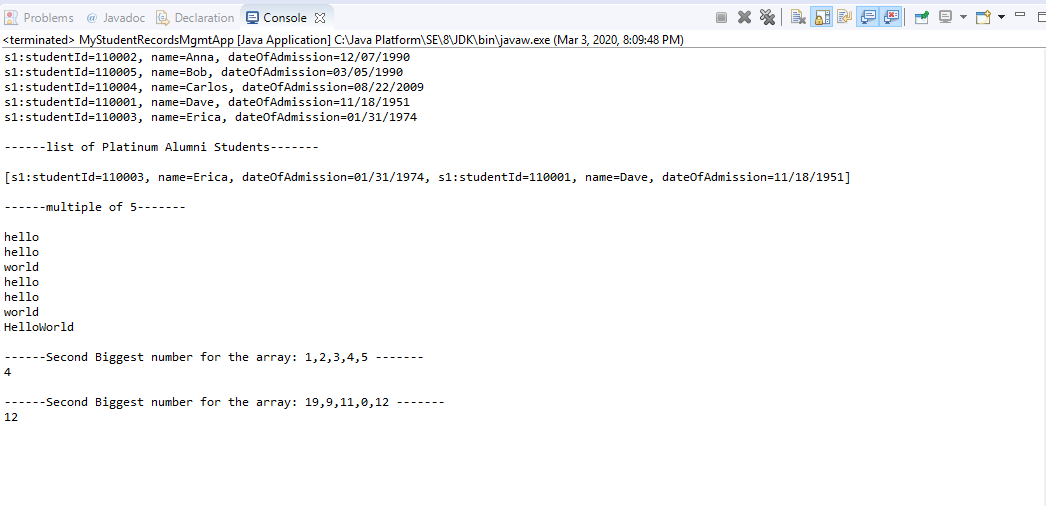 Problems @ Javadoc Declaration Console
<terminated> MyStudentRecordsMgmtApp [Java Application] C:\Java Platform\SE\8\JDK\bin\javaw.exe (Mar 3, 2020, 8:09:48 PM)
s1:studentId=110002, name=Anna, dateOfAdmission=12/07/1990
s1:studentId=110005, name=Bob, dateOfAdmission=03/05/1990
s1:studentId=110004, name=Carlos, dateOfAdmission=08/22/2009
s1:studentId=110001, name=Dave, dateOfAdmission=11/18/1951
s1:studentId=110003, name=Erica, dateOfAdmission=01/31/1974
------list of Platinum Alumni Students-------
[s1:studentId=110003, name=Erica, dateOfAdmission=01/31/1974, s1:studentId=110001, name=Dave, dateOfAdmission=11/18/1951]
------multiple of 5-------
hello
hello
world
hello
hello
world
HelloWorld
------Second Biggest number for the array: 1,2,3,4,5 -------
4
------Second Biggest number for the array: 19,9,11,0,12 -------
12